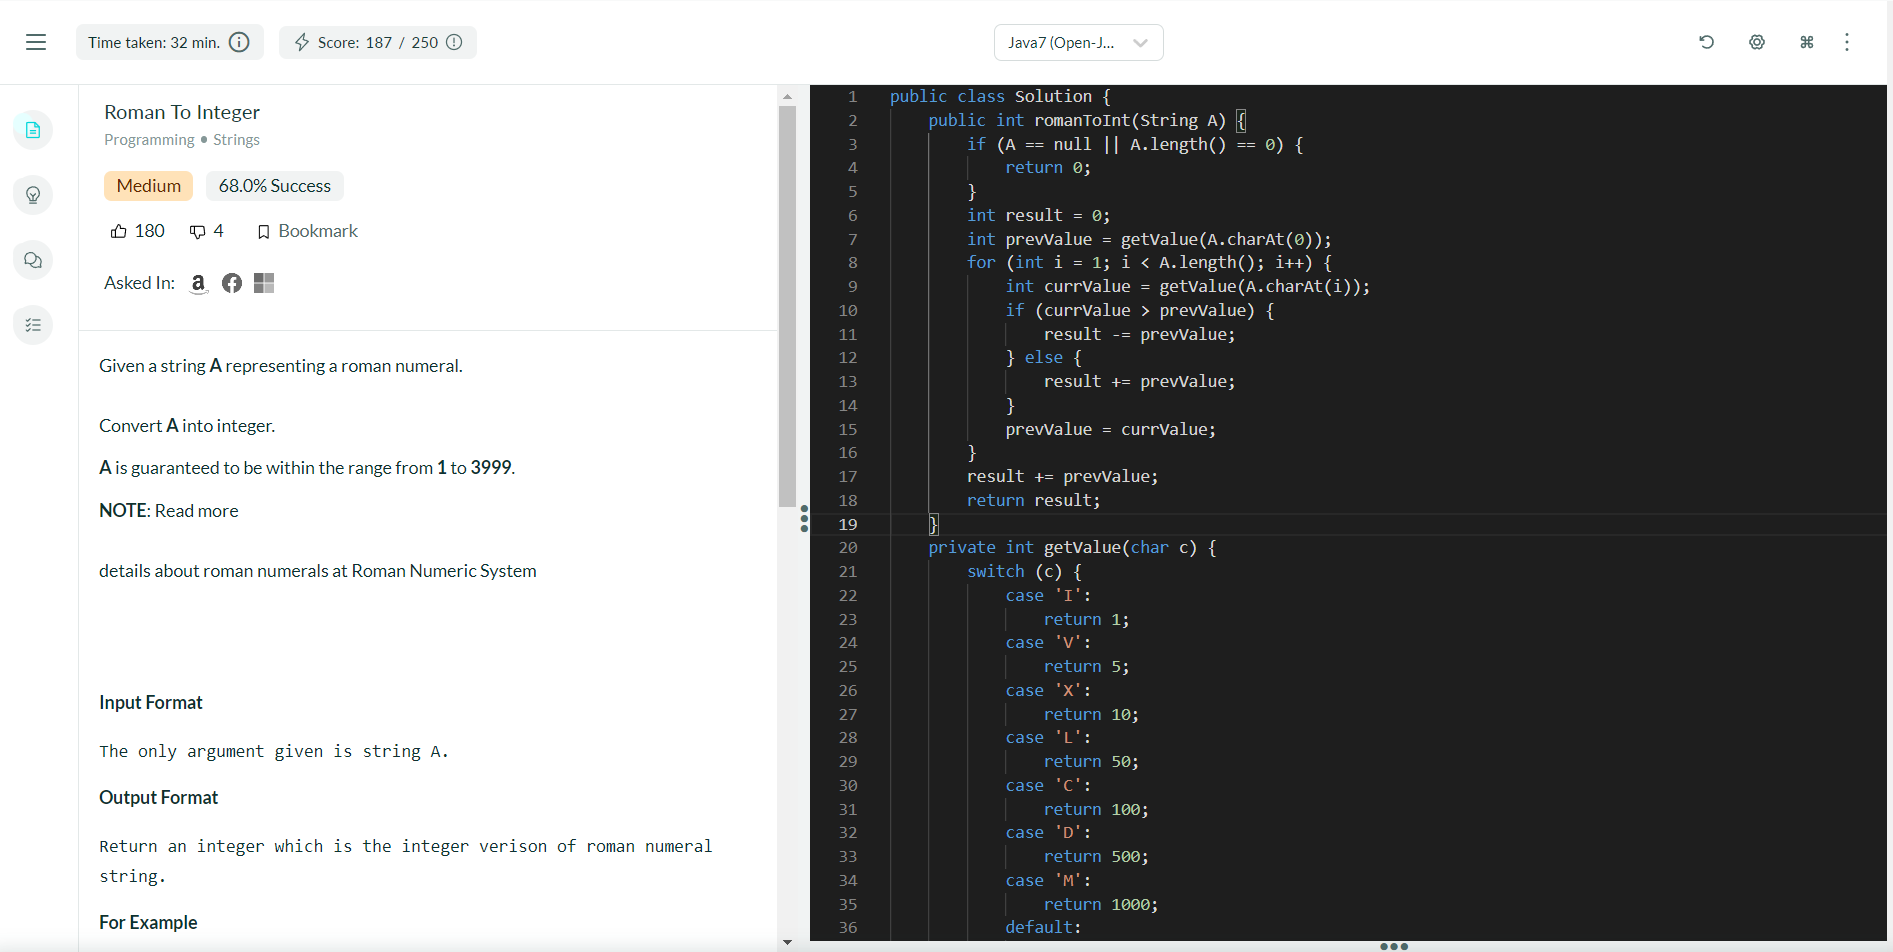 Time taken: 32 min.
Score: 187 / 250
Java7 (Open-J...
Roman To Integer
Programming • Strings
Medium
68.0% Success
180
4
Bookmark
Asked In:
Given a string A representing a roman numeral.
Convert A into integer.
A is guaranteed to be within the range from 1 to 3999.
NOTE: Read more
details about roman numerals at Roman Numeric System
Input Format
The only argument given is string A.
Output Format
Return an integer which is the integer verison of roman numeral
string.
For Example
1 public class Solution {
2 public int romanToInt(String A) {
3 if (A == null || A.length() == 0) {
4 return 0;
5 }
6 int result = 0;
7 int prevValue = getValue(A.charAt(0));
8 for (int i = 1; i < A.length(); i++) {
9 int currValue = getValue(A.charAt(i));
10 if (currValue > prevValue) {
11 result -= prevValue;
12 } else {
13 result += prevValue;
14 }
15 prevValue = currValue;
16 }
17 result += prevValue;
18 return result;
19 }
20 private int getValue(char c) {
21 switch (c) {
22 case 'I':
23 return 1;
24 case 'V':
25 return 5;
26 case 'X':
27 return 10;
28 case 'L':
29 return 50;
30 case 'C':
31 return 100;
32 case 'D':
33 return 500;
34 case 'M':
35 return 1000;
36 default: